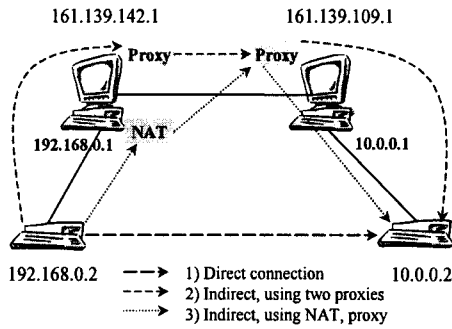 161.139.142.1 161.139.109.1
Proxy Proxy
NAT
192.168.0.1 10.0.0.1
192.168.0.2 10.0.0.2
1) Direct connection
2) Indirect, using two proxies
3) Indirect, using NAT, proxy